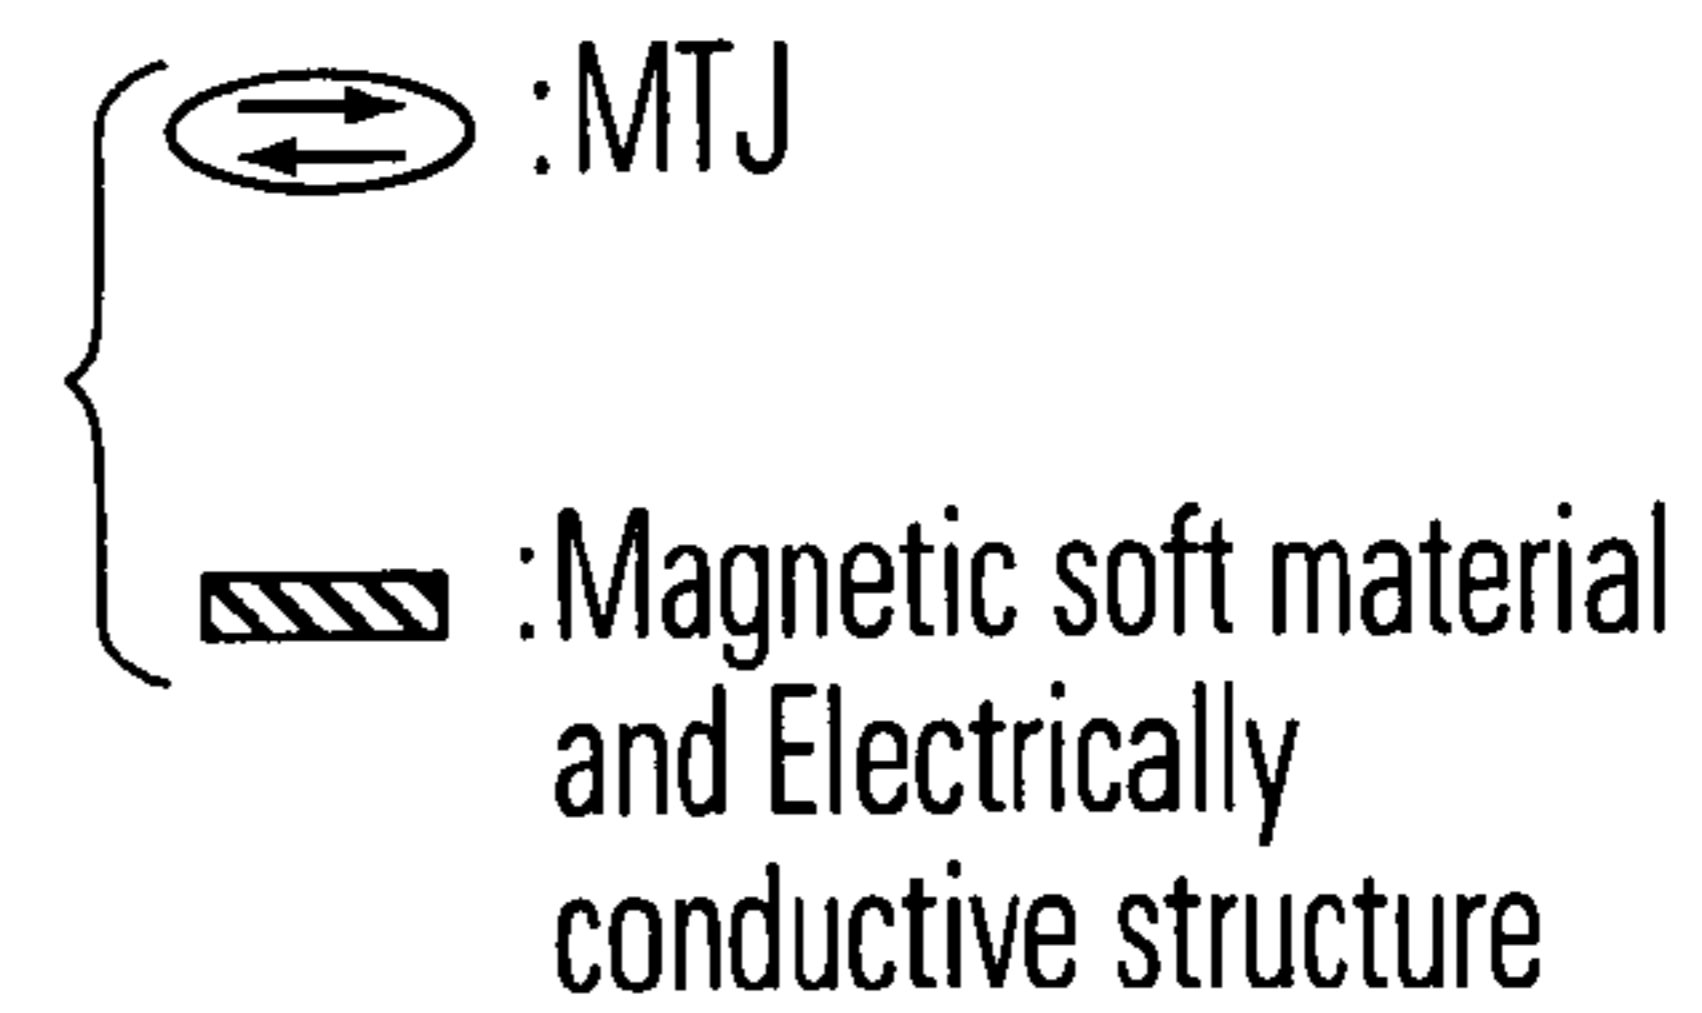 :MTJ
:Magnetic soft material
and Electrically
conductive structure